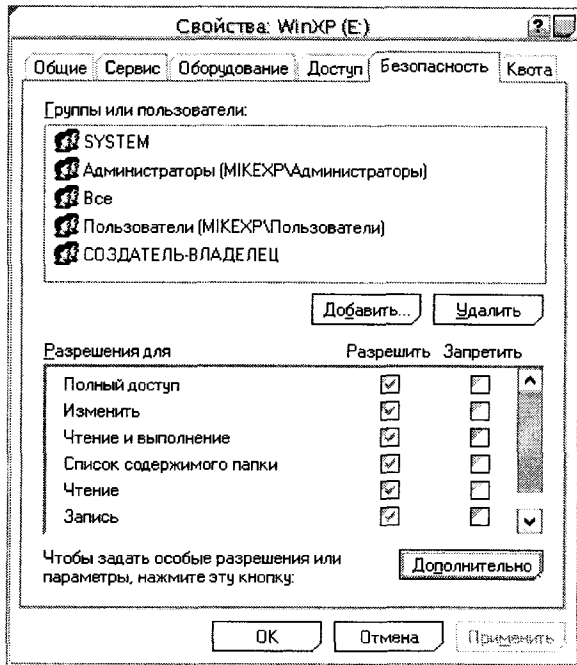 Свойства: WinXP (E:)
?
Общие Сервис Оборудование Доступ Безопасность Квота
Группы или пользователи:
SYSTEM
Администраторы (MIKEXP\Администраторы)
Все
Пользователи (MIKEXP\Пользователи)
СОЗДАТЕЛЬ-ВЛАДЕЛЕЦ
Добавить... Удалить
Разрешения для Разрешить Запретить
Полный доступ
Изменить
Чтение и выполнение
Список содержимого папки
Чтение
Запись
Чтобы задать особые разрешения или
параметры, нажмите эту кнопку:
Дополнительно
OK Отмена Применить